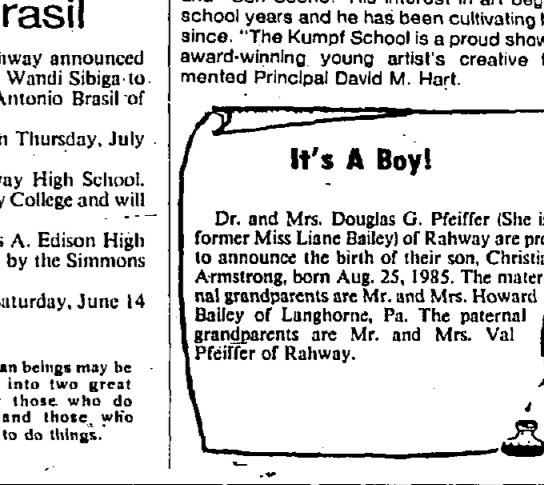 rasil
hway announced
Wandi Sibiga to
Antonio Brasil of
n Thursday, July
way High School.
y College and will
s A. Edison High
by the Simmons
aturday, June 14
an beings may be
into two great
those who do
and those who
to do things.
school years and he has been cultivating
since. "The Kumpf School is a proud show
award-winning young artist's creative
mented Principal David M. Hart.
It's A Boy!
Dr. and Mrs. Douglas G. Pfeiffer (She is
former Miss Liane Bailey) of Rahway are pro
to announce the birth of their son, Christia
Armstrong, born Aug. 25, 1985. The mater
nal grandparents are Mr. and Mrs. Howard
Bailey of Langhorne, Pa. The paternal
grandparents are Mr. and Mrs. Val
Pfeiffer of Rahway.